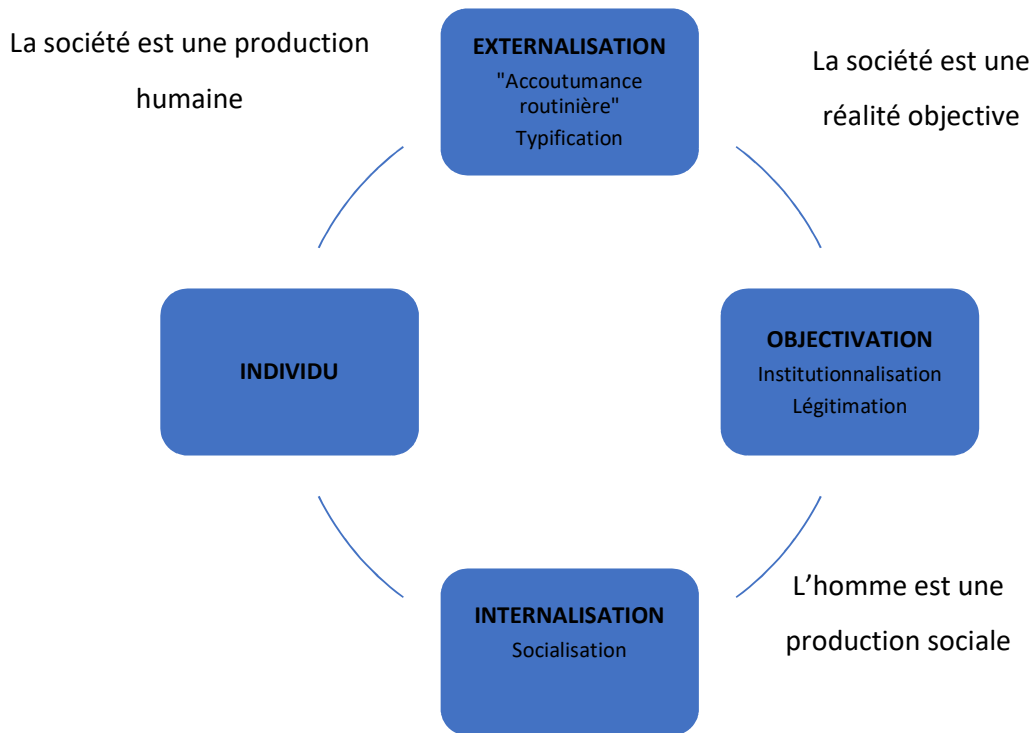 La société est une production
humaine
EXTERNALISATION
"Accoutumance
routinière"
Typification
La société est une
réalité objective
INDIVIDU
OBJECTIVATION
Institutionnalisation
Légitimation
INTERNALISATION
Socialisation
L’homme est une
production sociale